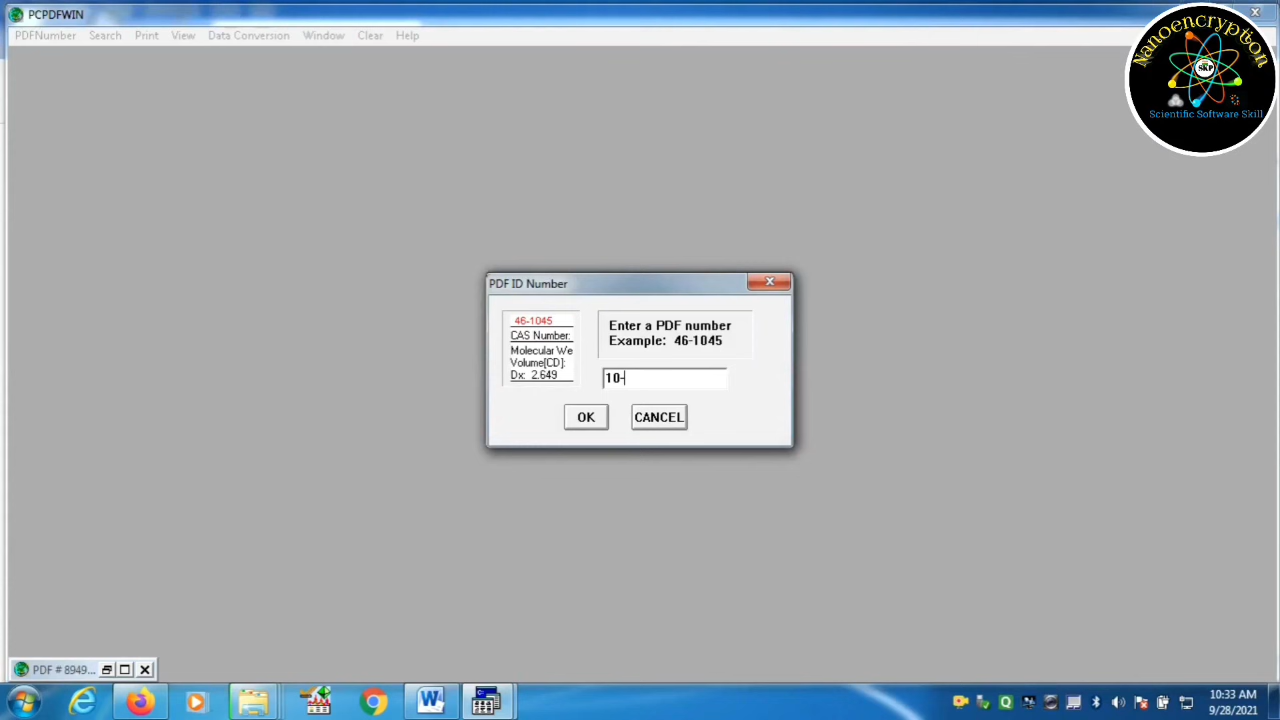 PCPDFWIN
PDFNumber Search Print View Data Conversion Window Clear Help
Nanoencryption
SKP
Scientific Software Skill
PDF ID Number
46-1045
CAS Number:
Molecular We
Volume[CD]:
Dx: 2.649
Enter a PDF number
Example: 46-1045
10-
OK CANCEL
PDF # 8949...
10:33 AM
9/28/2021